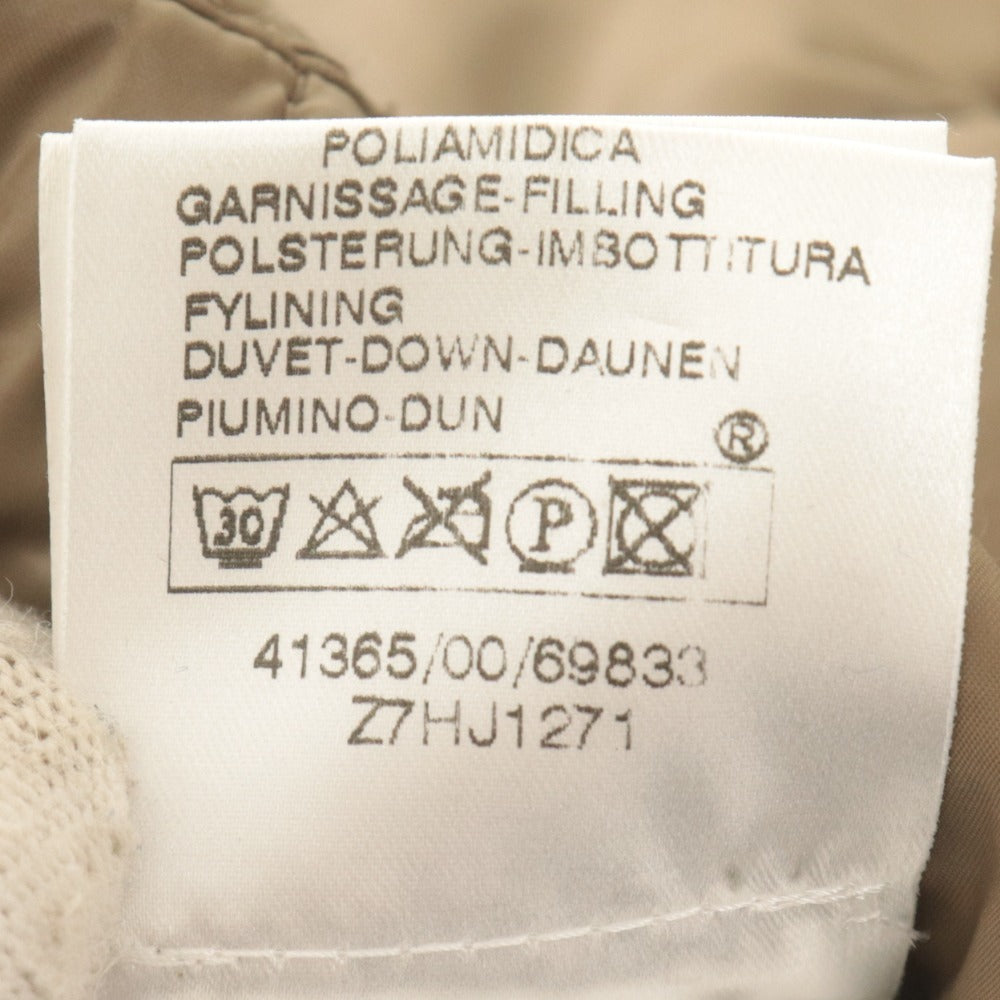 POLIAMIDICA
GARNISSAGE-FILLING
POLSTERUNG-IMBOTTITURA
FYLINING
DUVET-DOWN-DAUNEN
PIUMINO-DUN
®
30 P
41365/00/69833
Z7HJ1271